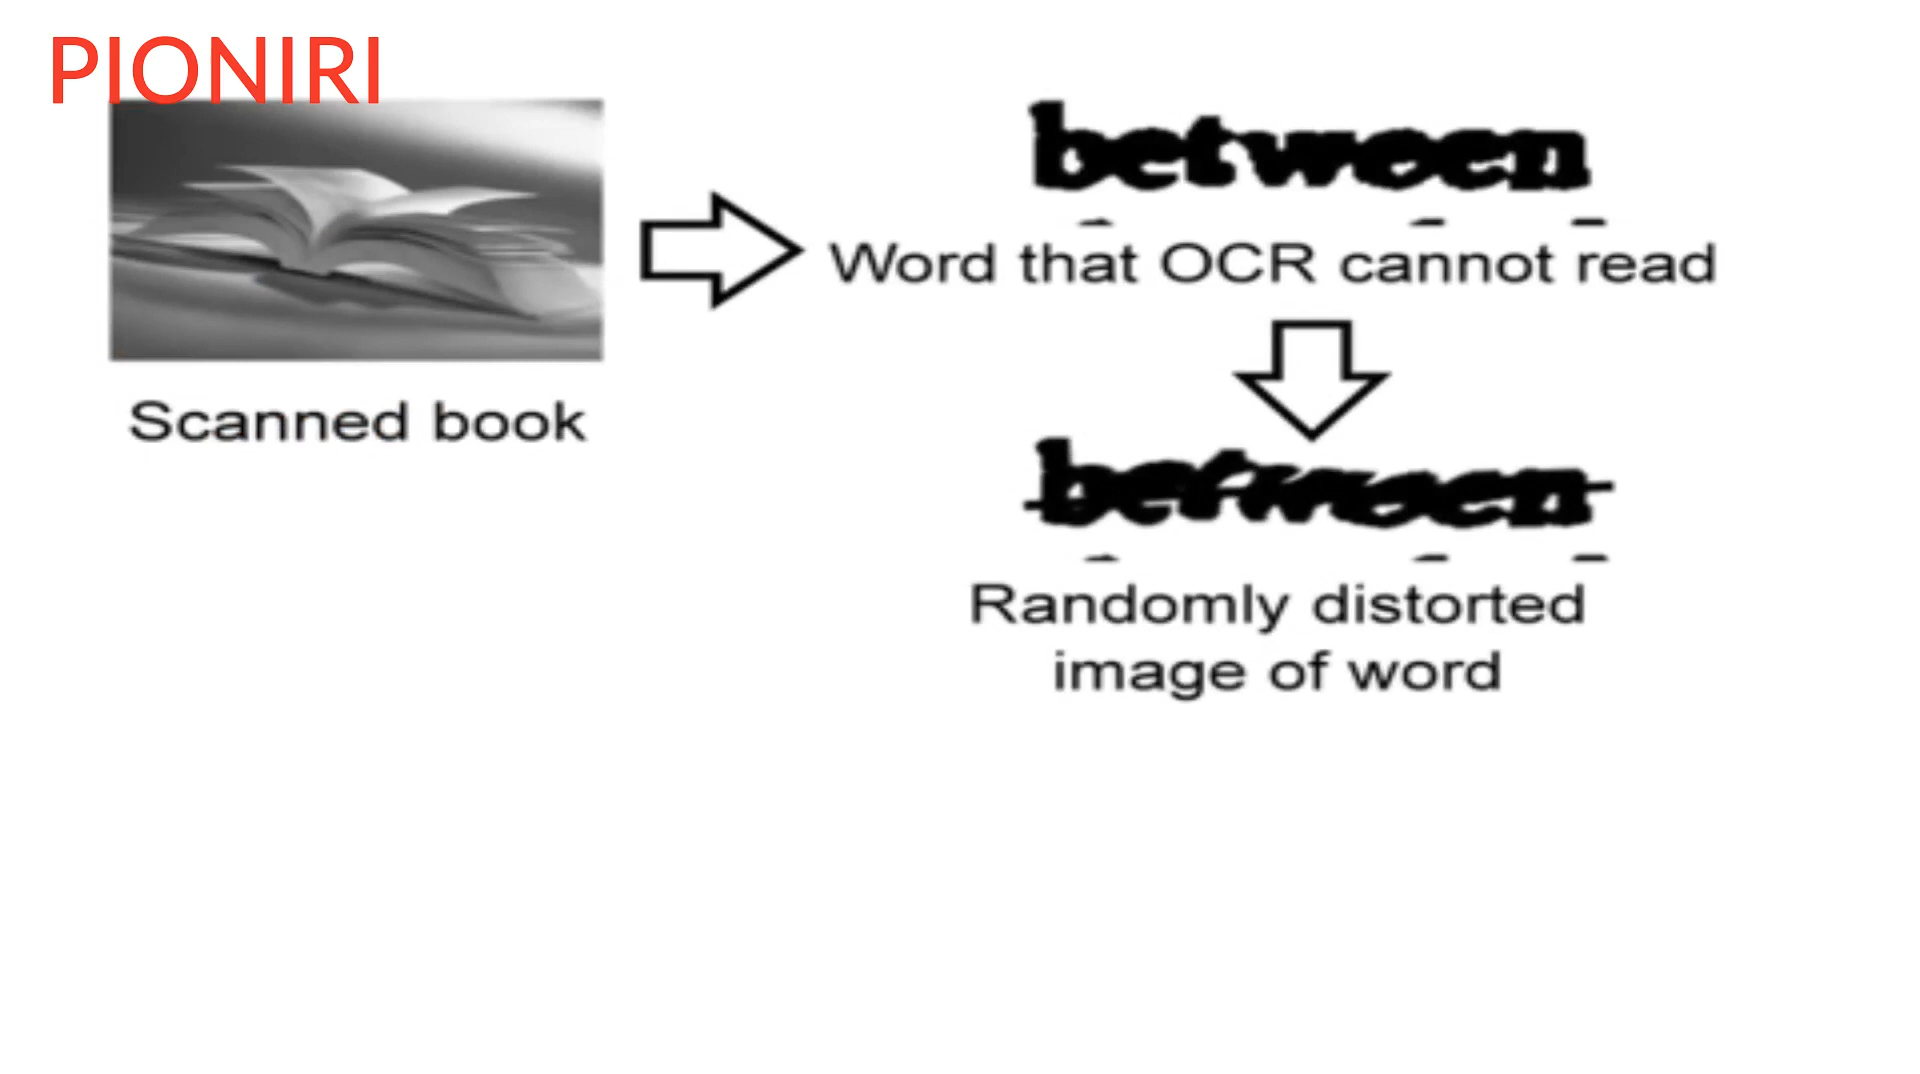 PIONIRI
between
Word that OCR cannot read
Scanned book
between
Randomly distorted
image of word